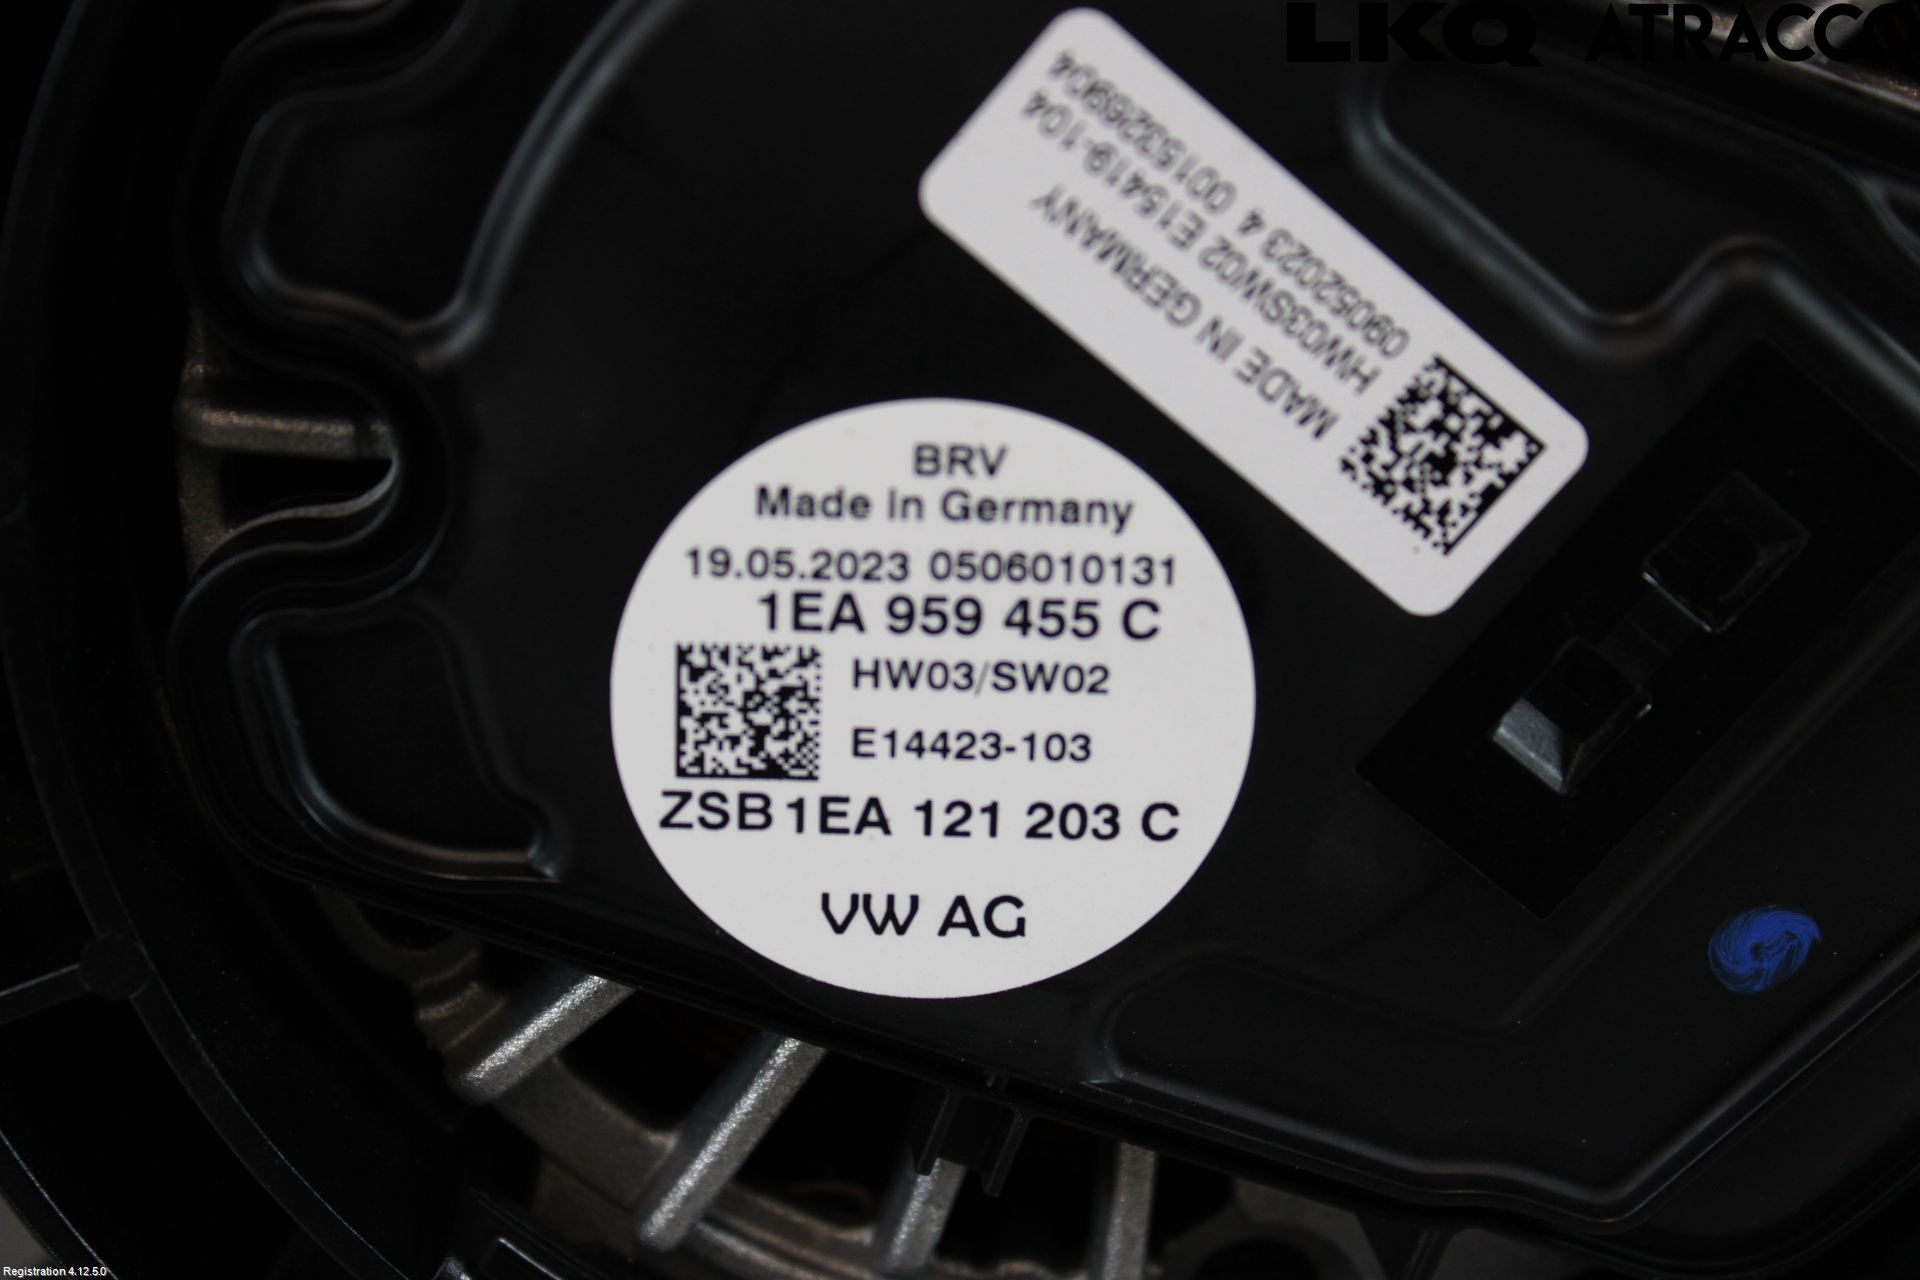 LKQ ATRACCO
09052023 4 00153269904
HW03SW02 E15419-104
MADE IN GERMANY
BRV
Made in Germany
19.05.2023 0506010131
1EA 959 455 C
HW03/SW02
E14423-103
ZSB 1EA 121 203 C
VW AG
Registration 4.12.5.0